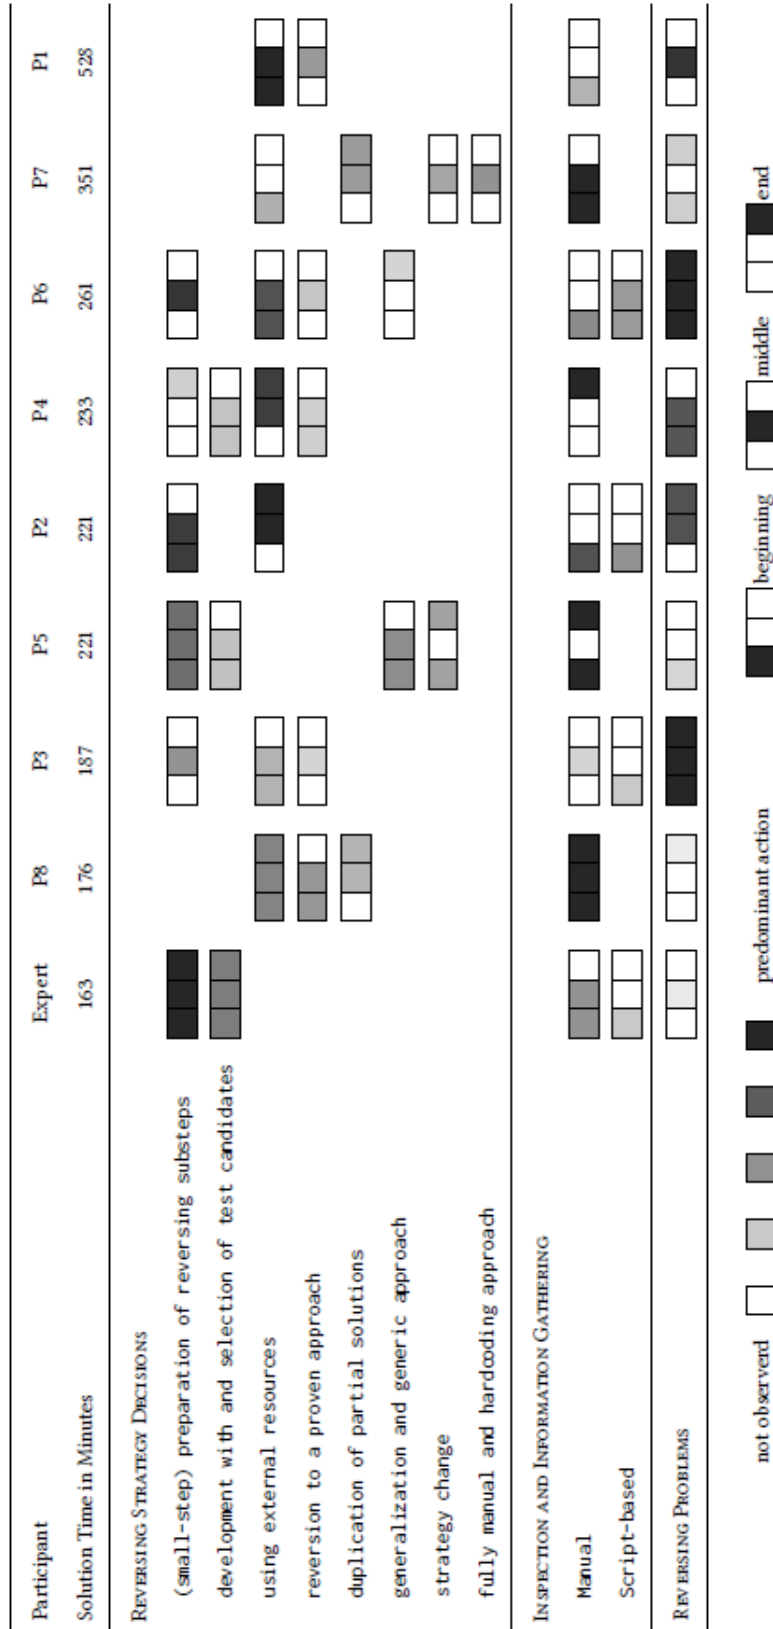 Participant Expert P8 P3 P5 P2 P4 P6 P7 P1
Solution Time in Minutes 163 176 187 221 221 233 261 351 528
REVERSING STRATEGY DECISIONS
(small-step) preparation of reversing substeps
development with and selection of test candidates
using external resources
reversion to a proven approach
duplication of partial solutions
generalization and generic approach
strategy change
fully manual and hardcoding approach
INSPECTION AND INFORMATION GATHERING
Manual
Script-based
REVERSING PROBLEMS
not observerd predominant action beginning middle end